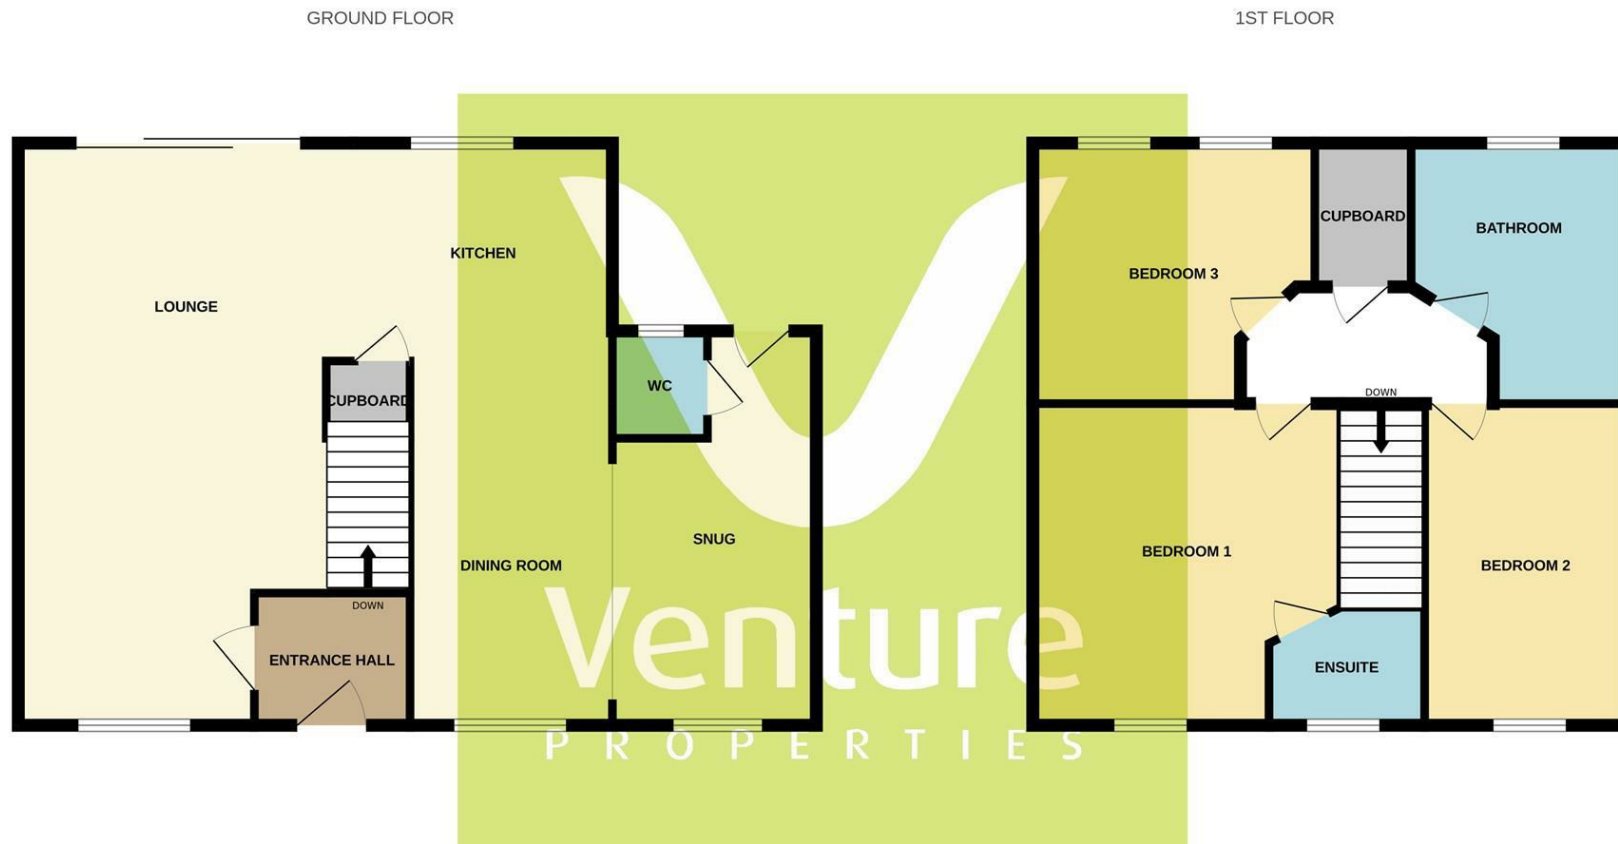 GROUND FLOOR
LOUNGE
KITCHEN
CUPBOARD
WC
SNUG
DINING ROOM
DOWN
ENTRANCE HALL
1ST FLOOR
CUPBOARD
BATHROOM
BEDROOM 3
DOWN
BEDROOM 1
BEDROOM 2
ENSUITE
Venture
PROPERTIES